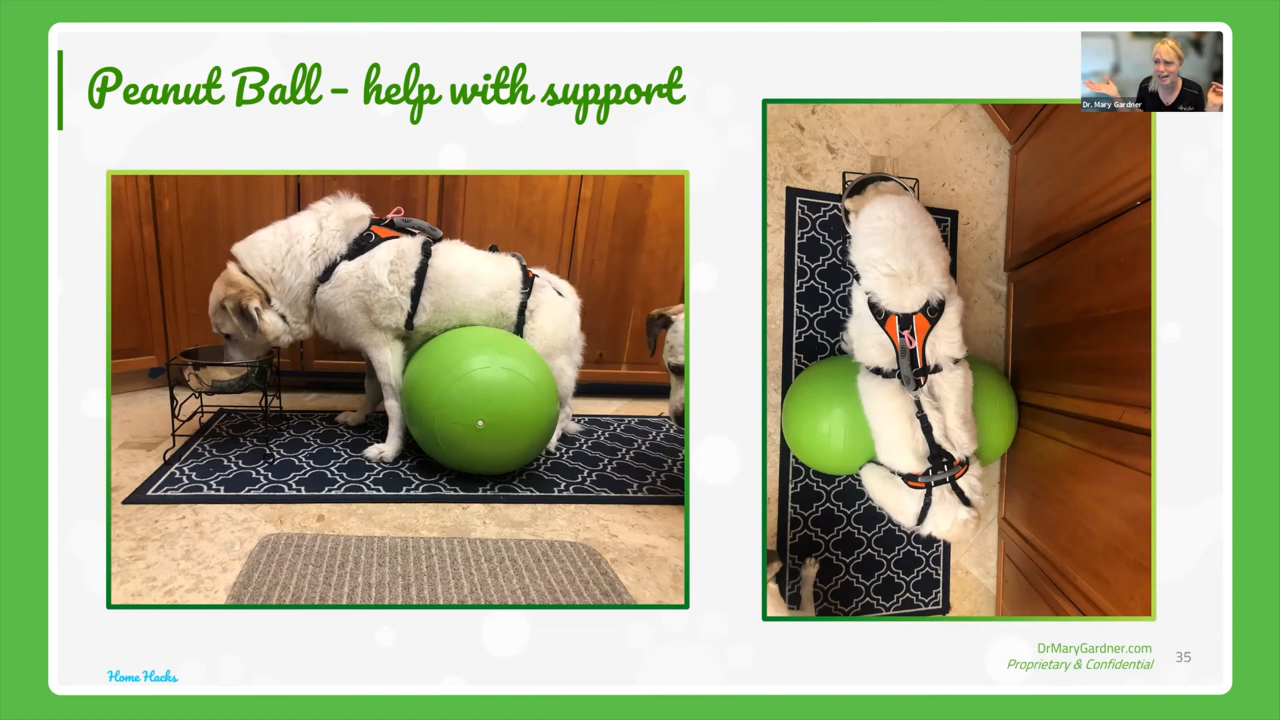 Peanut Ball – help with support
Dr. Mary Gardner
DrMaryGardner.com
Proprietary & Confidential
35
Home Hacks